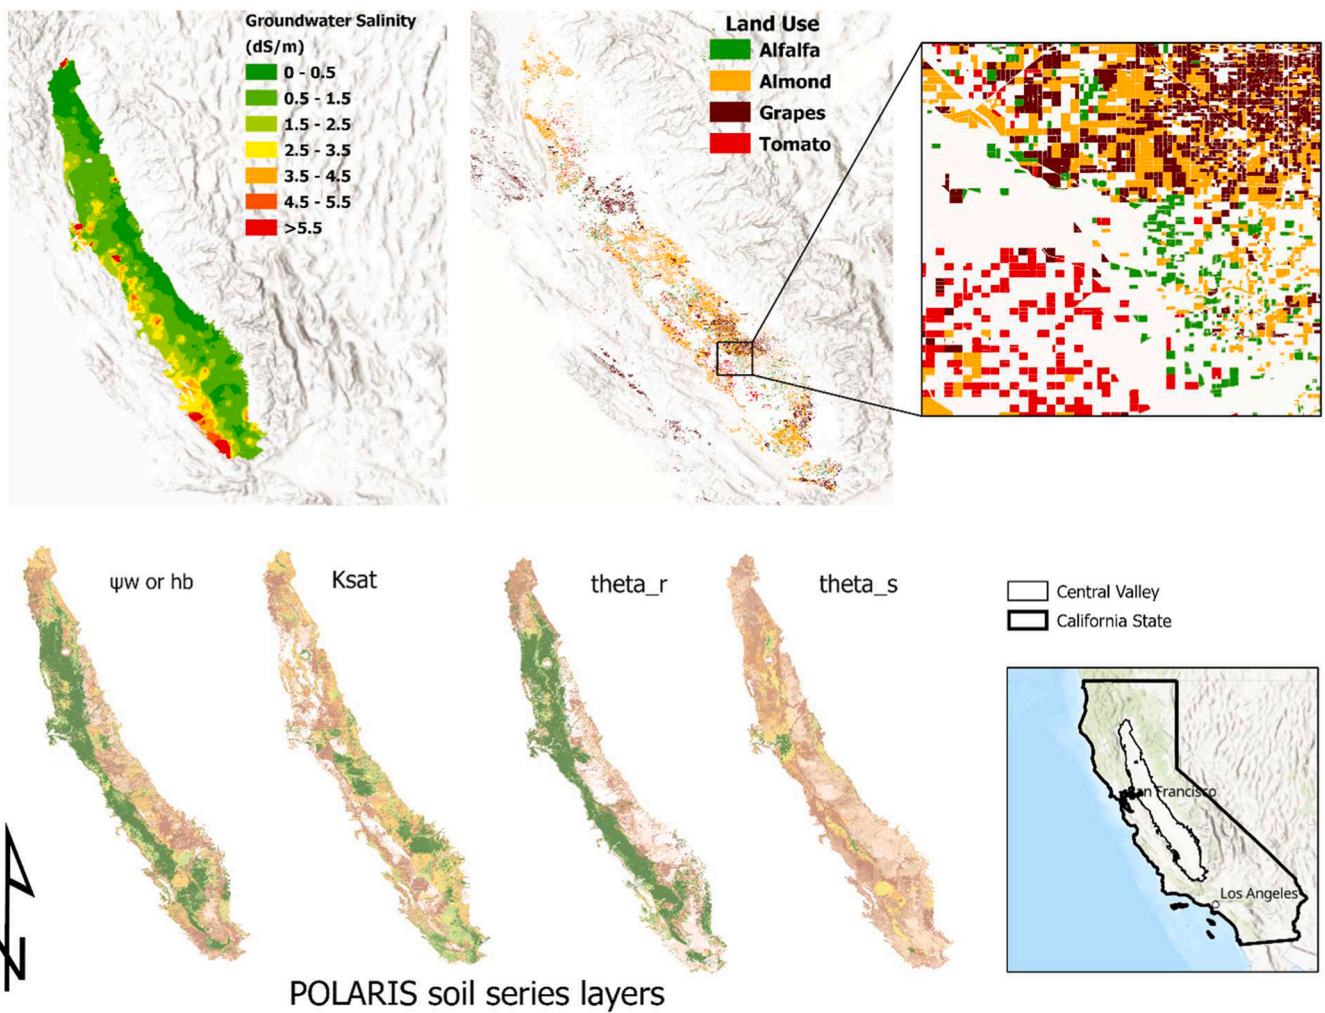 Groundwater Salinity
(dS/m)
0 - 0.5
0.5 - 1.5
1.5 - 2.5
2.5 - 3.5
3.5 - 4.5
4.5 - 5.5
>5.5
Land Use
Alfalfa
Almond
Grapes
Tomato
ψw or hb
Ksat
theta_r
theta_s
Central Valley
California State
San Francisco
Los Angeles
N
POLARIS soil series layers